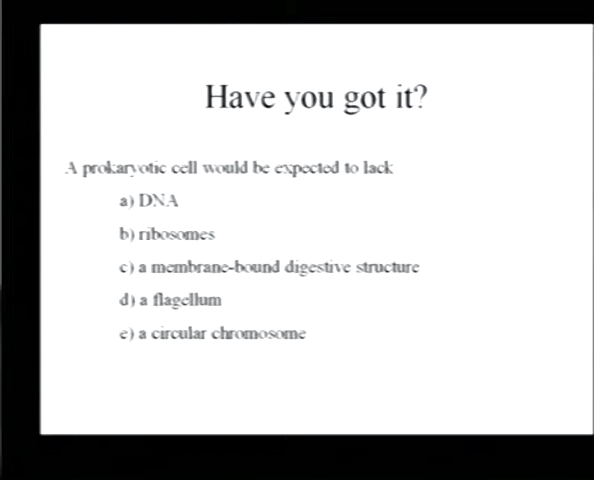 Have you got it?
A prokaryotic cell would be expected to lack
a) DNA
b) ribosomes
c) a membrane-bound digestive structure
d) a flagellum
e) a circular chromosome